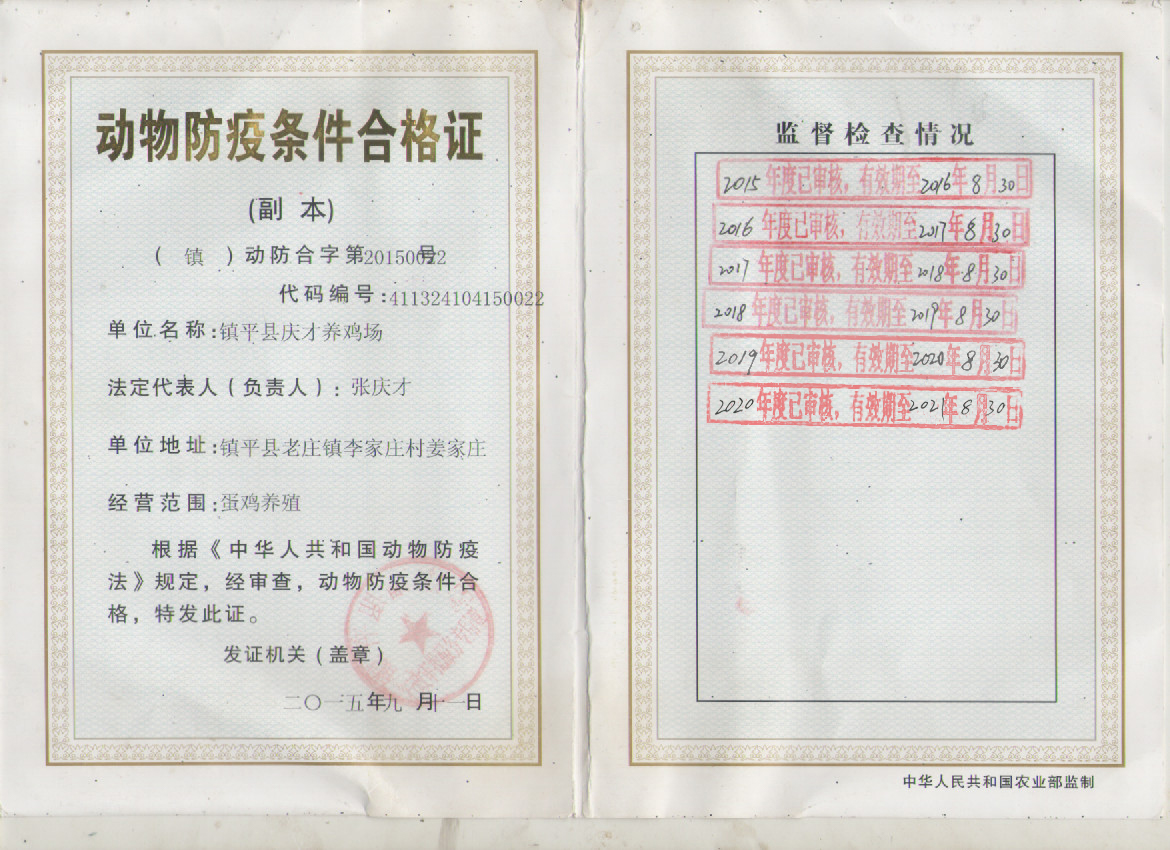 动物防疫条件合格证
(副 本)
( 镇 )动防合字第20150022号
代码编号:411324104150022
单位名称:镇平县庆才养鸡场
法定代表人(负责人):张庆才
单位地址:镇平县老庄镇李家庄村姜家庄
经营范围:蛋鸡养殖
根据《中华人共和国动物防疫
法》规定，经审查，动物防疫条件合
格，特发此证。
发证机关(盖章)
二〇一五年九月十一日
监督检查情况
2015年度已审核，有效期至2016年8月30日
2016年度已审核，有效期至2017年8月30日
2017年度已审核，有效期至2018年8月30日
2018年度已审核，有效期至2019年8月30日
2019年度已审核，有效期至2020年8月30日
2020年度已审核，有效期至2021年8月30日
中华人民共和国农业部监制